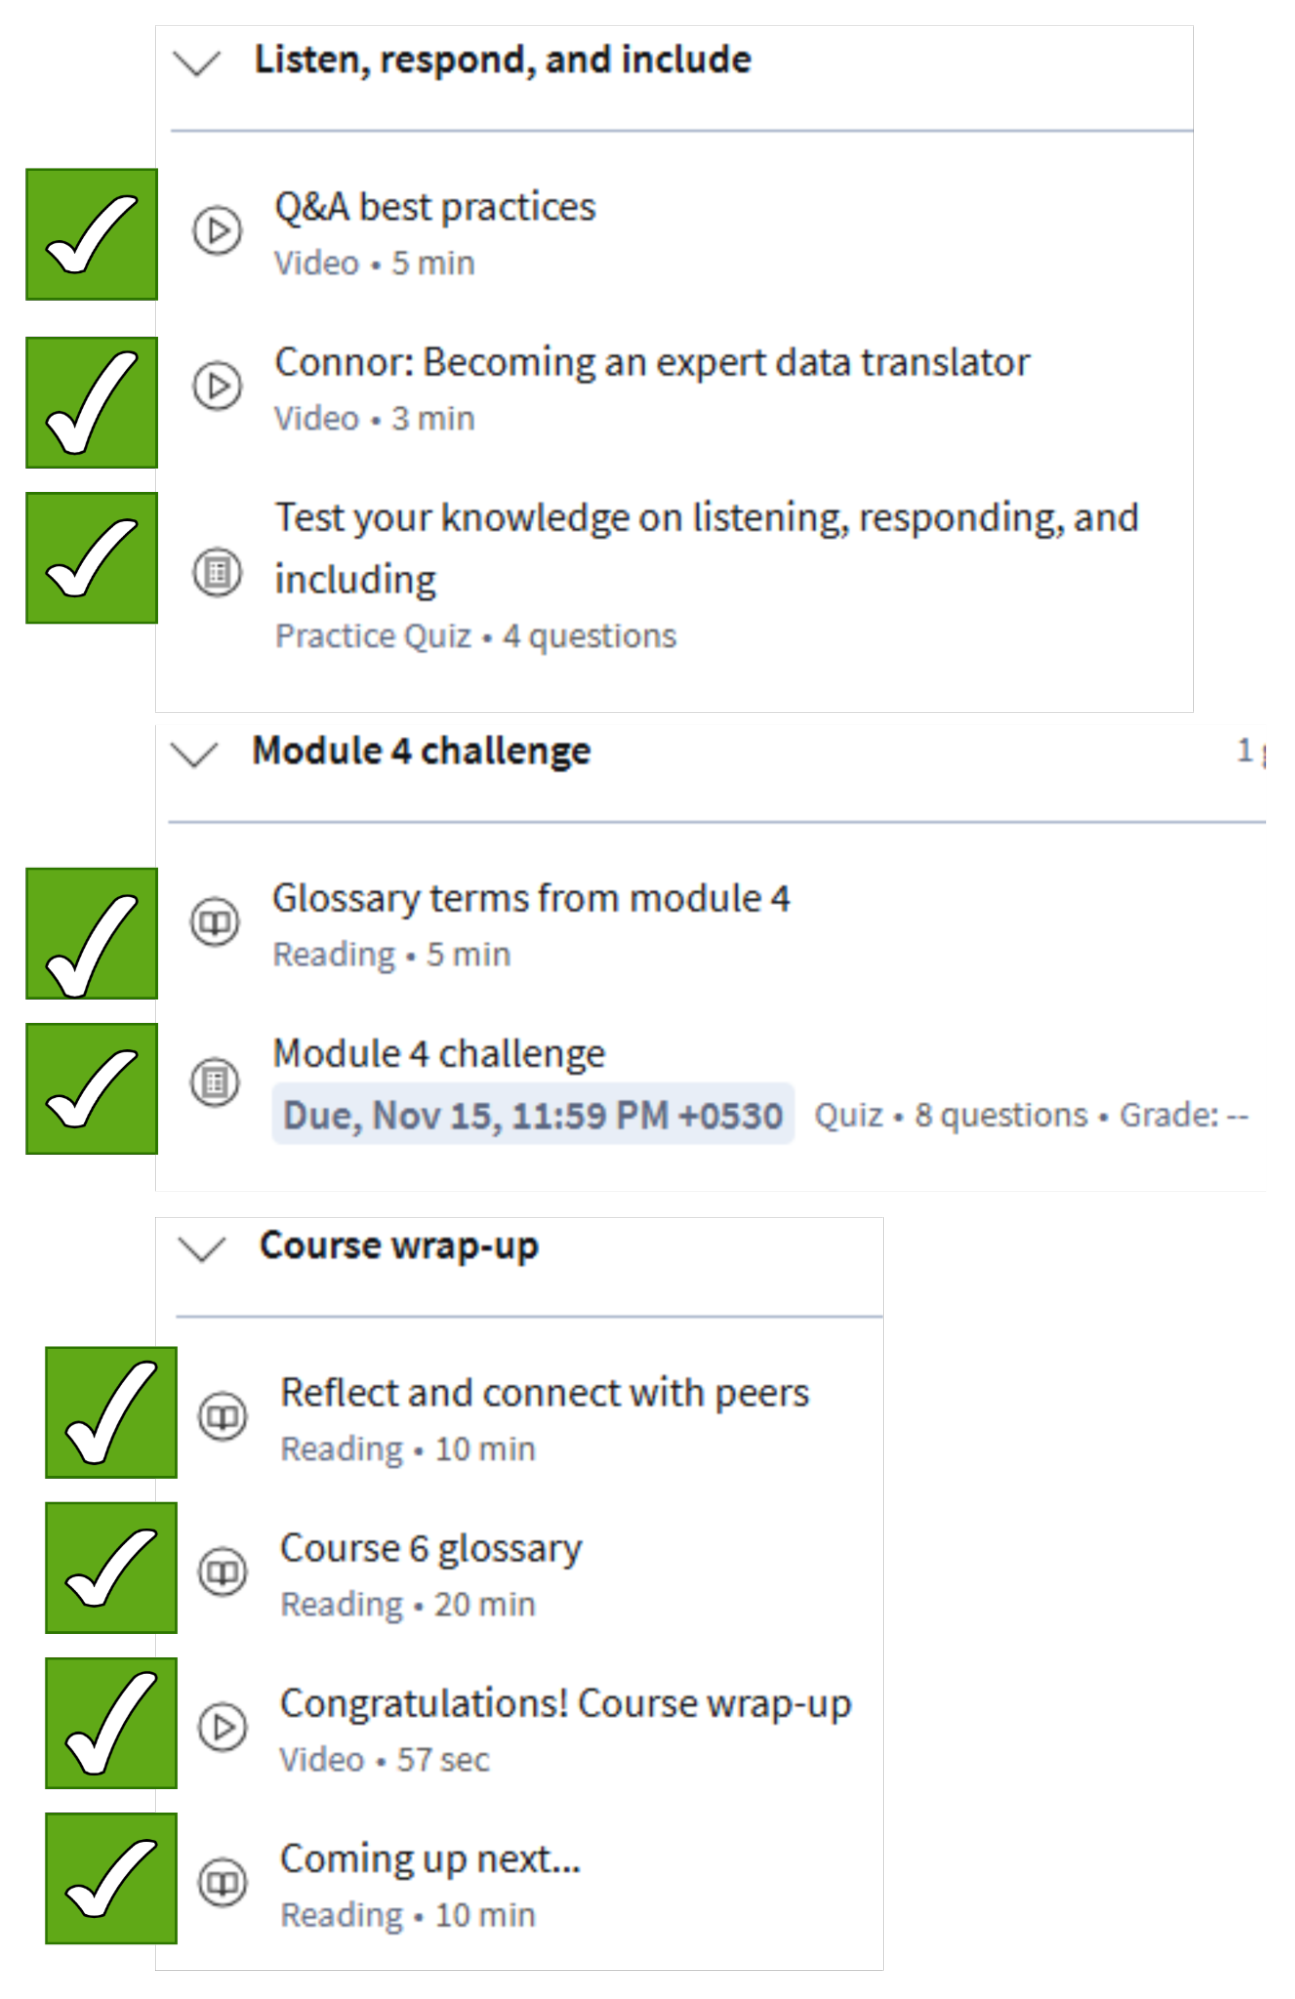 Listen, respond, and include
Q&A best practices
Video • 5 min
Connor: Becoming an expert data translator
Video • 3 min
Test your knowledge on listening, responding, and
including
Practice Quiz • 4 questions
Module 4 challenge
1
Glossary terms from module 4
Reading • 5 min
Module 4 challenge
Due, Nov 15, 11:59 PM +0530 Quiz • 8 questions • Grade: --
Course wrap-up
Reflect and connect with peers
Reading • 10 min
Course 6 glossary
Reading • 20 min
Congratulations! Course wrap-up
Video • 57 sec
Coming up next...
Reading • 10 min